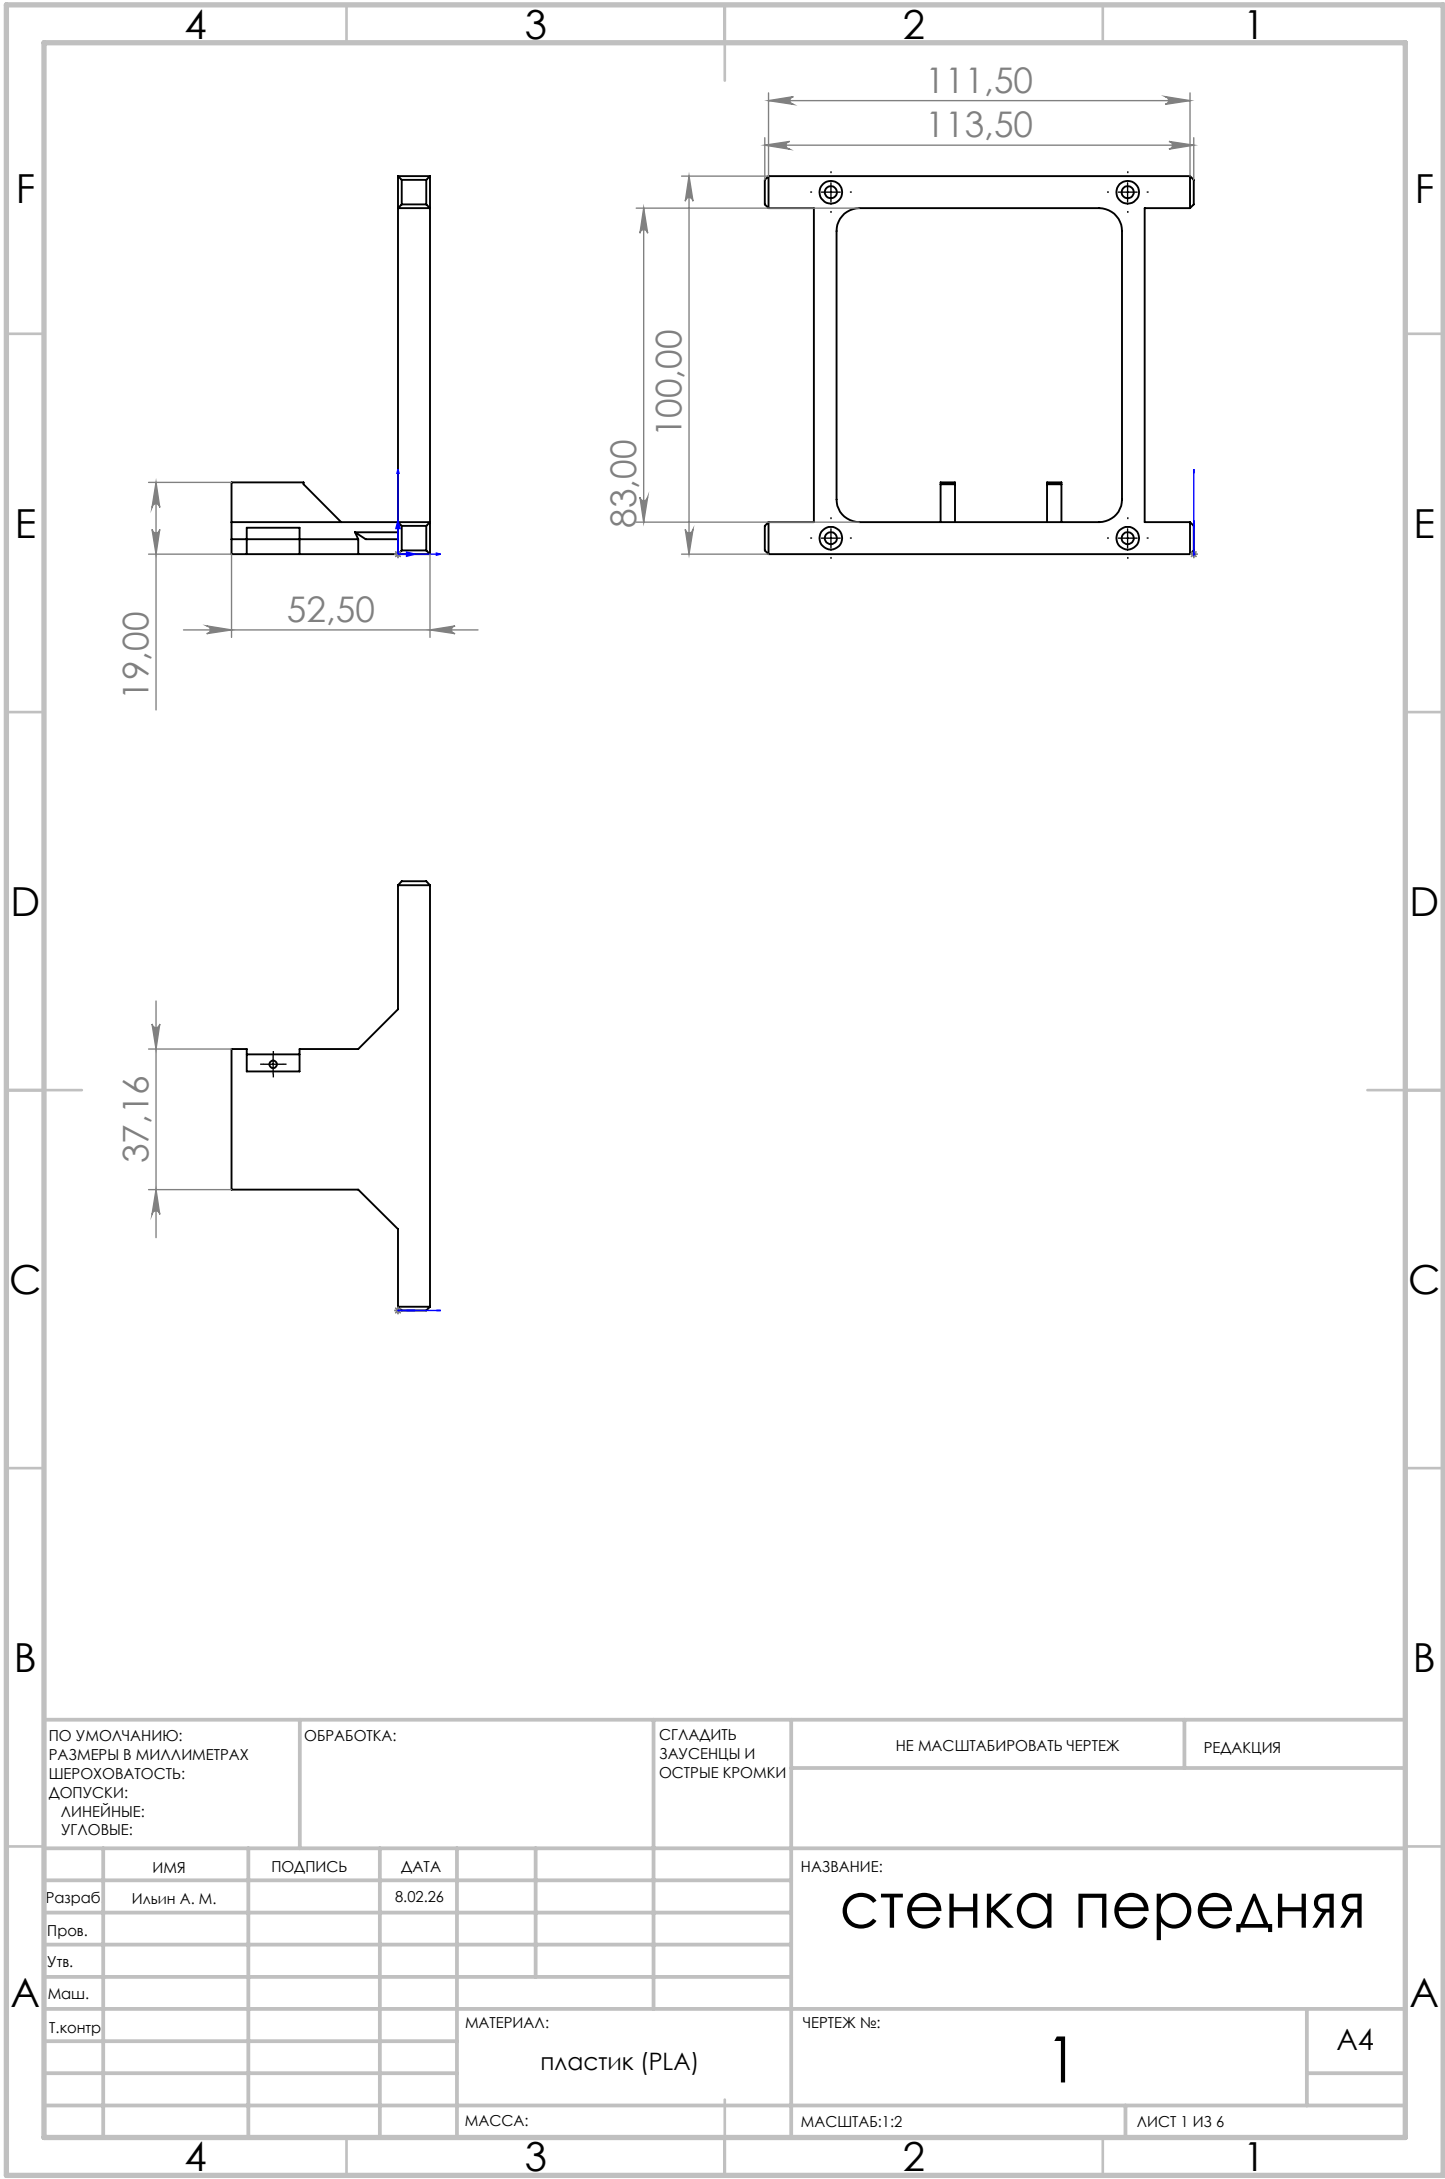 4 3 2 1
111,50
113,50
F F
100,00
83,00
E E
52,50
19,00
D D
37,16
C C
B B
ПО УМОЛЧАНИЮ:
РАЗМЕРЫ В МИЛЛИМЕТРАХ
ШЕРОХОВАТОСТЬ:
ДОПУСКИ:
ЛИНЕЙНЫЕ:
УГЛОВЫЕ:
ОБРАБОТКА:
СГЛАДИТЬ
ЗАУСЕНЦЫ И
ОСТРЫЕ КРОМКИ
НЕ МАСШТАБИРОВАТЬ ЧЕРТЕЖ
РЕДАКЦИЯ
ИМЯ ПОДПИСЬ ДАТА
Разраб Ильин А. М. 8.02.26
Пров.
Утв.
Маш.
Т.контр
НАЗВАНИЕ:
стенка передняя
A A
МАТЕРИАЛ:
пластик (PLA)
ЧЕРТЕЖ №:
1
A4
МАССА:
МАСШТАБ:1:2
ЛИСТ 1 ИЗ 6
4 3 2 1